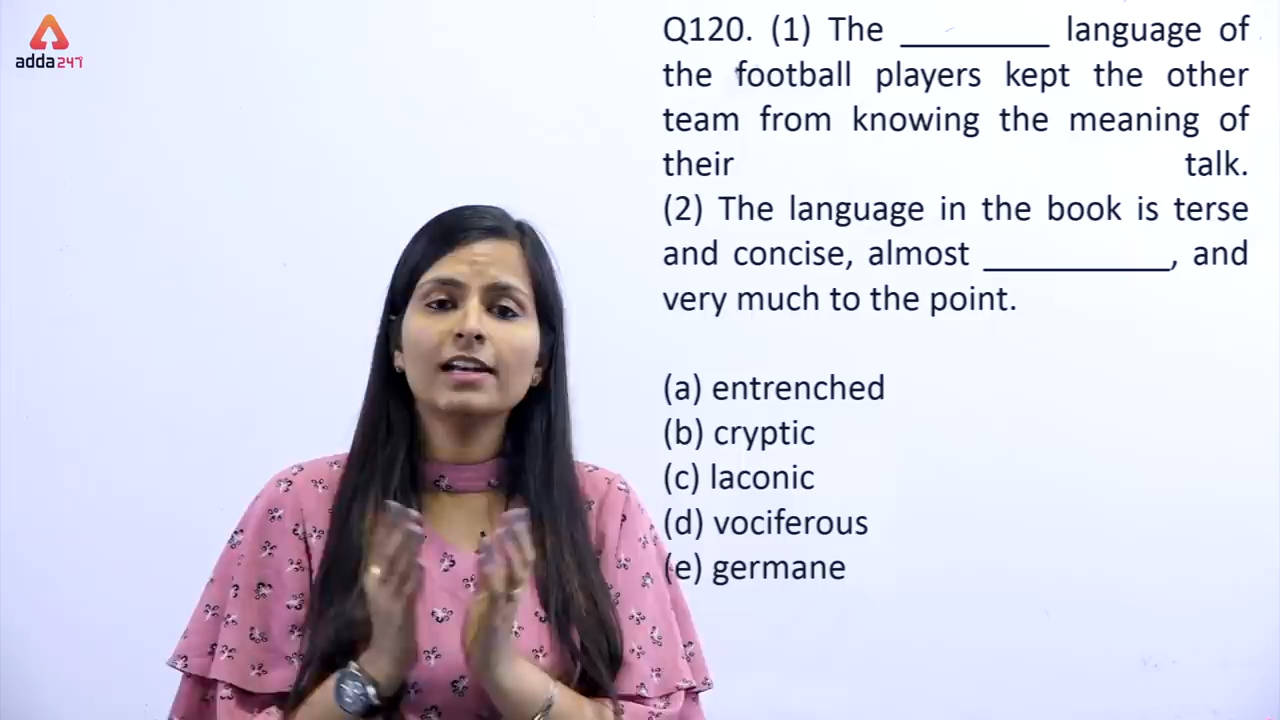 adda247
Q120. (1) The ________ language of
the football players kept the other
team from knowing the meaning of
their talk.
(2) The language in the book is terse
and concise, almost __________, and
very much to the point.
(a) entrenched
(b) cryptic
(c) laconic
(d) vociferous
(e) germane